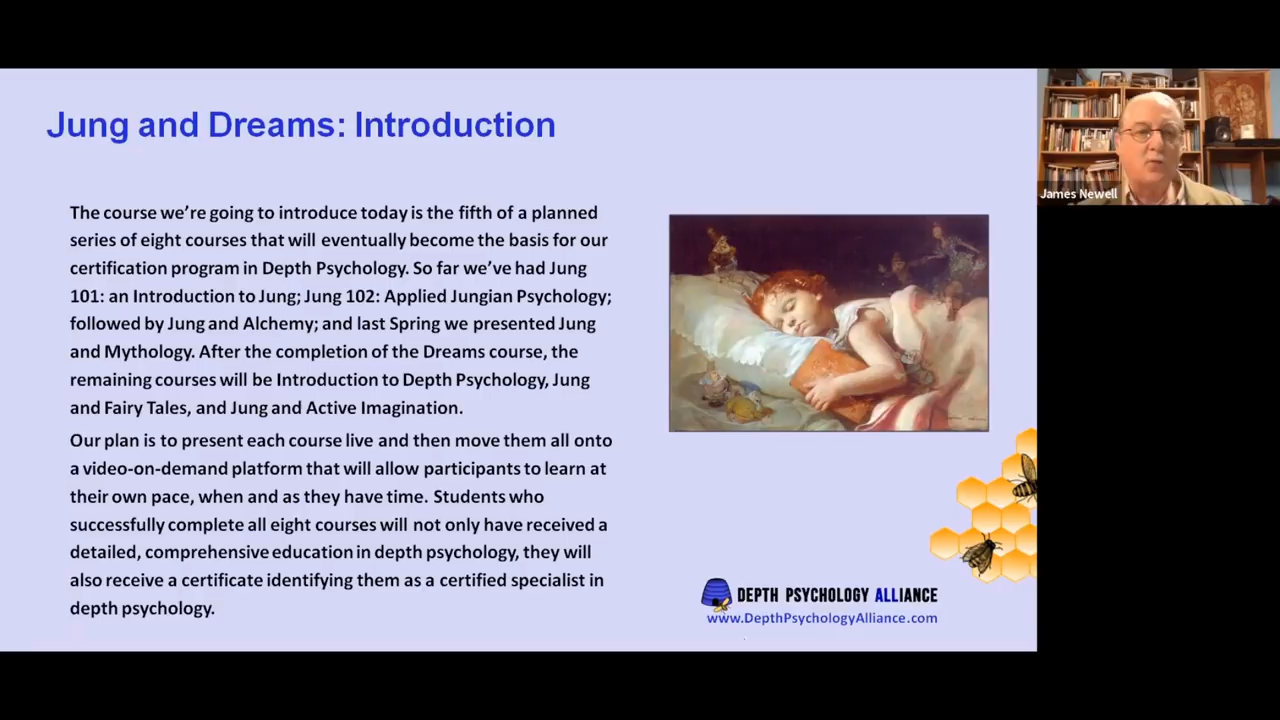 Jung and Dreams: Introduction
The course we're going to introduce today is the fifth of a planned
series of eight courses that will eventually become the basis for our
certification program in Depth Psychology. So far we've had Jung
101: an Introduction to Jung; Jung 102: Applied Jungian Psychology;
followed by Jung and Alchemy; and last Spring we presented Jung
and Mythology. After the completion of the Dreams course, the
remaining courses will be Introduction to Depth Psychology, Jung
and Fairy Tales, and Jung and Active Imagination.
Our plan is to present each course live and then move them all onto
a video-on-demand platform that will allow participants to learn at
their own pace, when and as they have time. Students who
successfully complete all eight courses will not only have received a
detailed, comprehensive education in depth psychology, they will
also receive a certificate identifying them as a certified specialist in
depth psychology.
DEPTH PSYCHOLOGY ALLIANCE
www.DepthPsychologyAlliance.com
James Newell